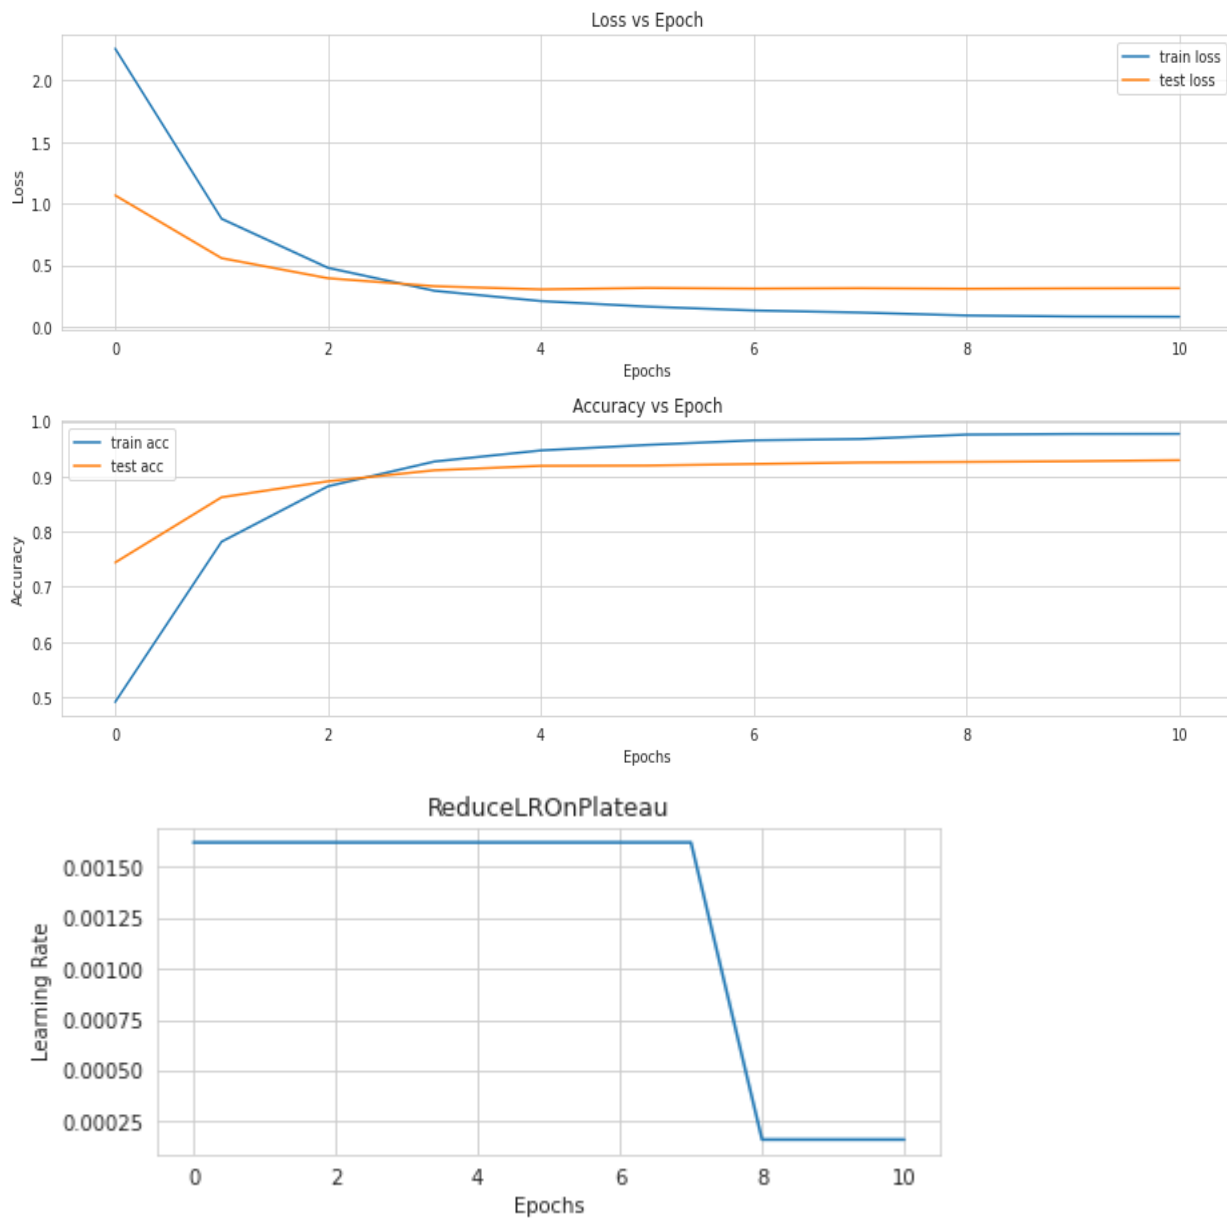 Loss vs Epoch
train loss
test loss
2.0
1.5
1.0
0.5
0.0
Loss
0 2 4 6 8 10
Epochs
Accuracy vs Epoch
train acc
test acc
1.0
0.9
0.8
0.7
0.6
0.5
Accuracy
0 2 4 6 8 10
Epochs
ReduceLROnPlateau
0.00150
0.00125
0.00100
0.00075
0.00050
0.00025
Learning Rate
0 2 4 6 8 10
Epochs